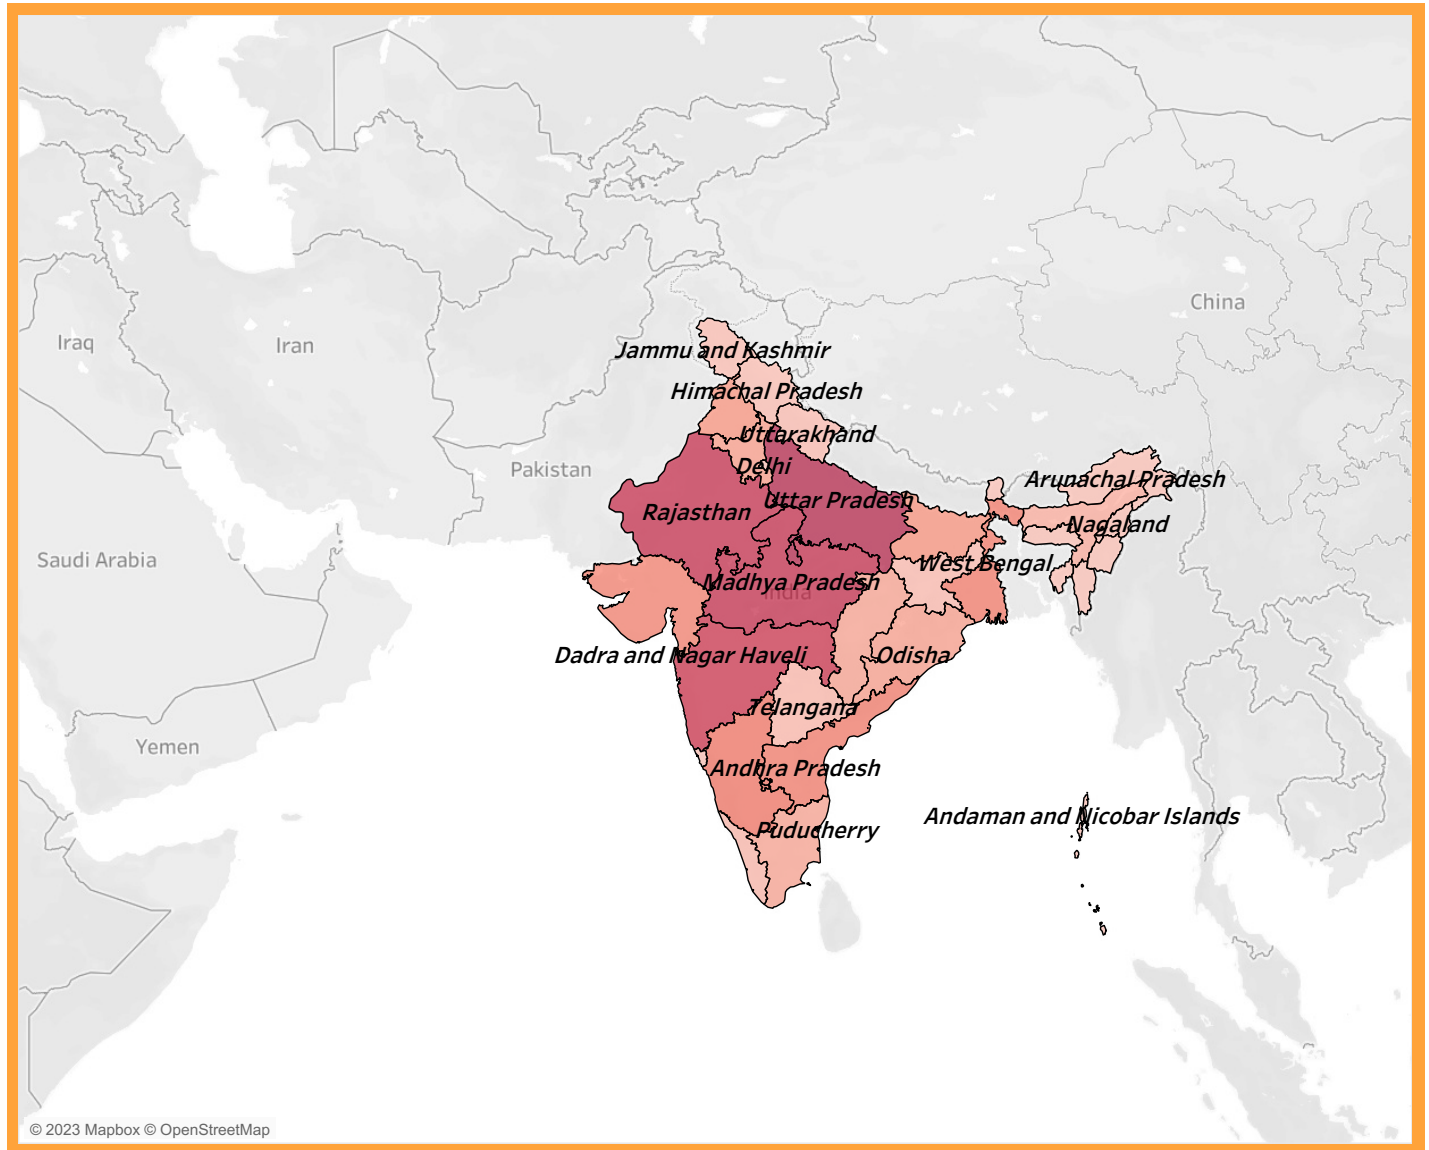 China
Iraq
Iran
Jammu and Kashmir
Himachal Pradesh
Uttarakhand
Pakistan
Delhi
Arunachal Pradesh
Uttar Pradesh
Rajasthan
Nagaland
Saudi Arabia
West Bengal
Madhya Pradesh
India
Dadra and Nagar Haveli
Odisha
Telangana
Yemen
Andhra Pradesh
Andaman and Nicobar Islands
Puducherry
© 2023 Mapbox © OpenStreetMap